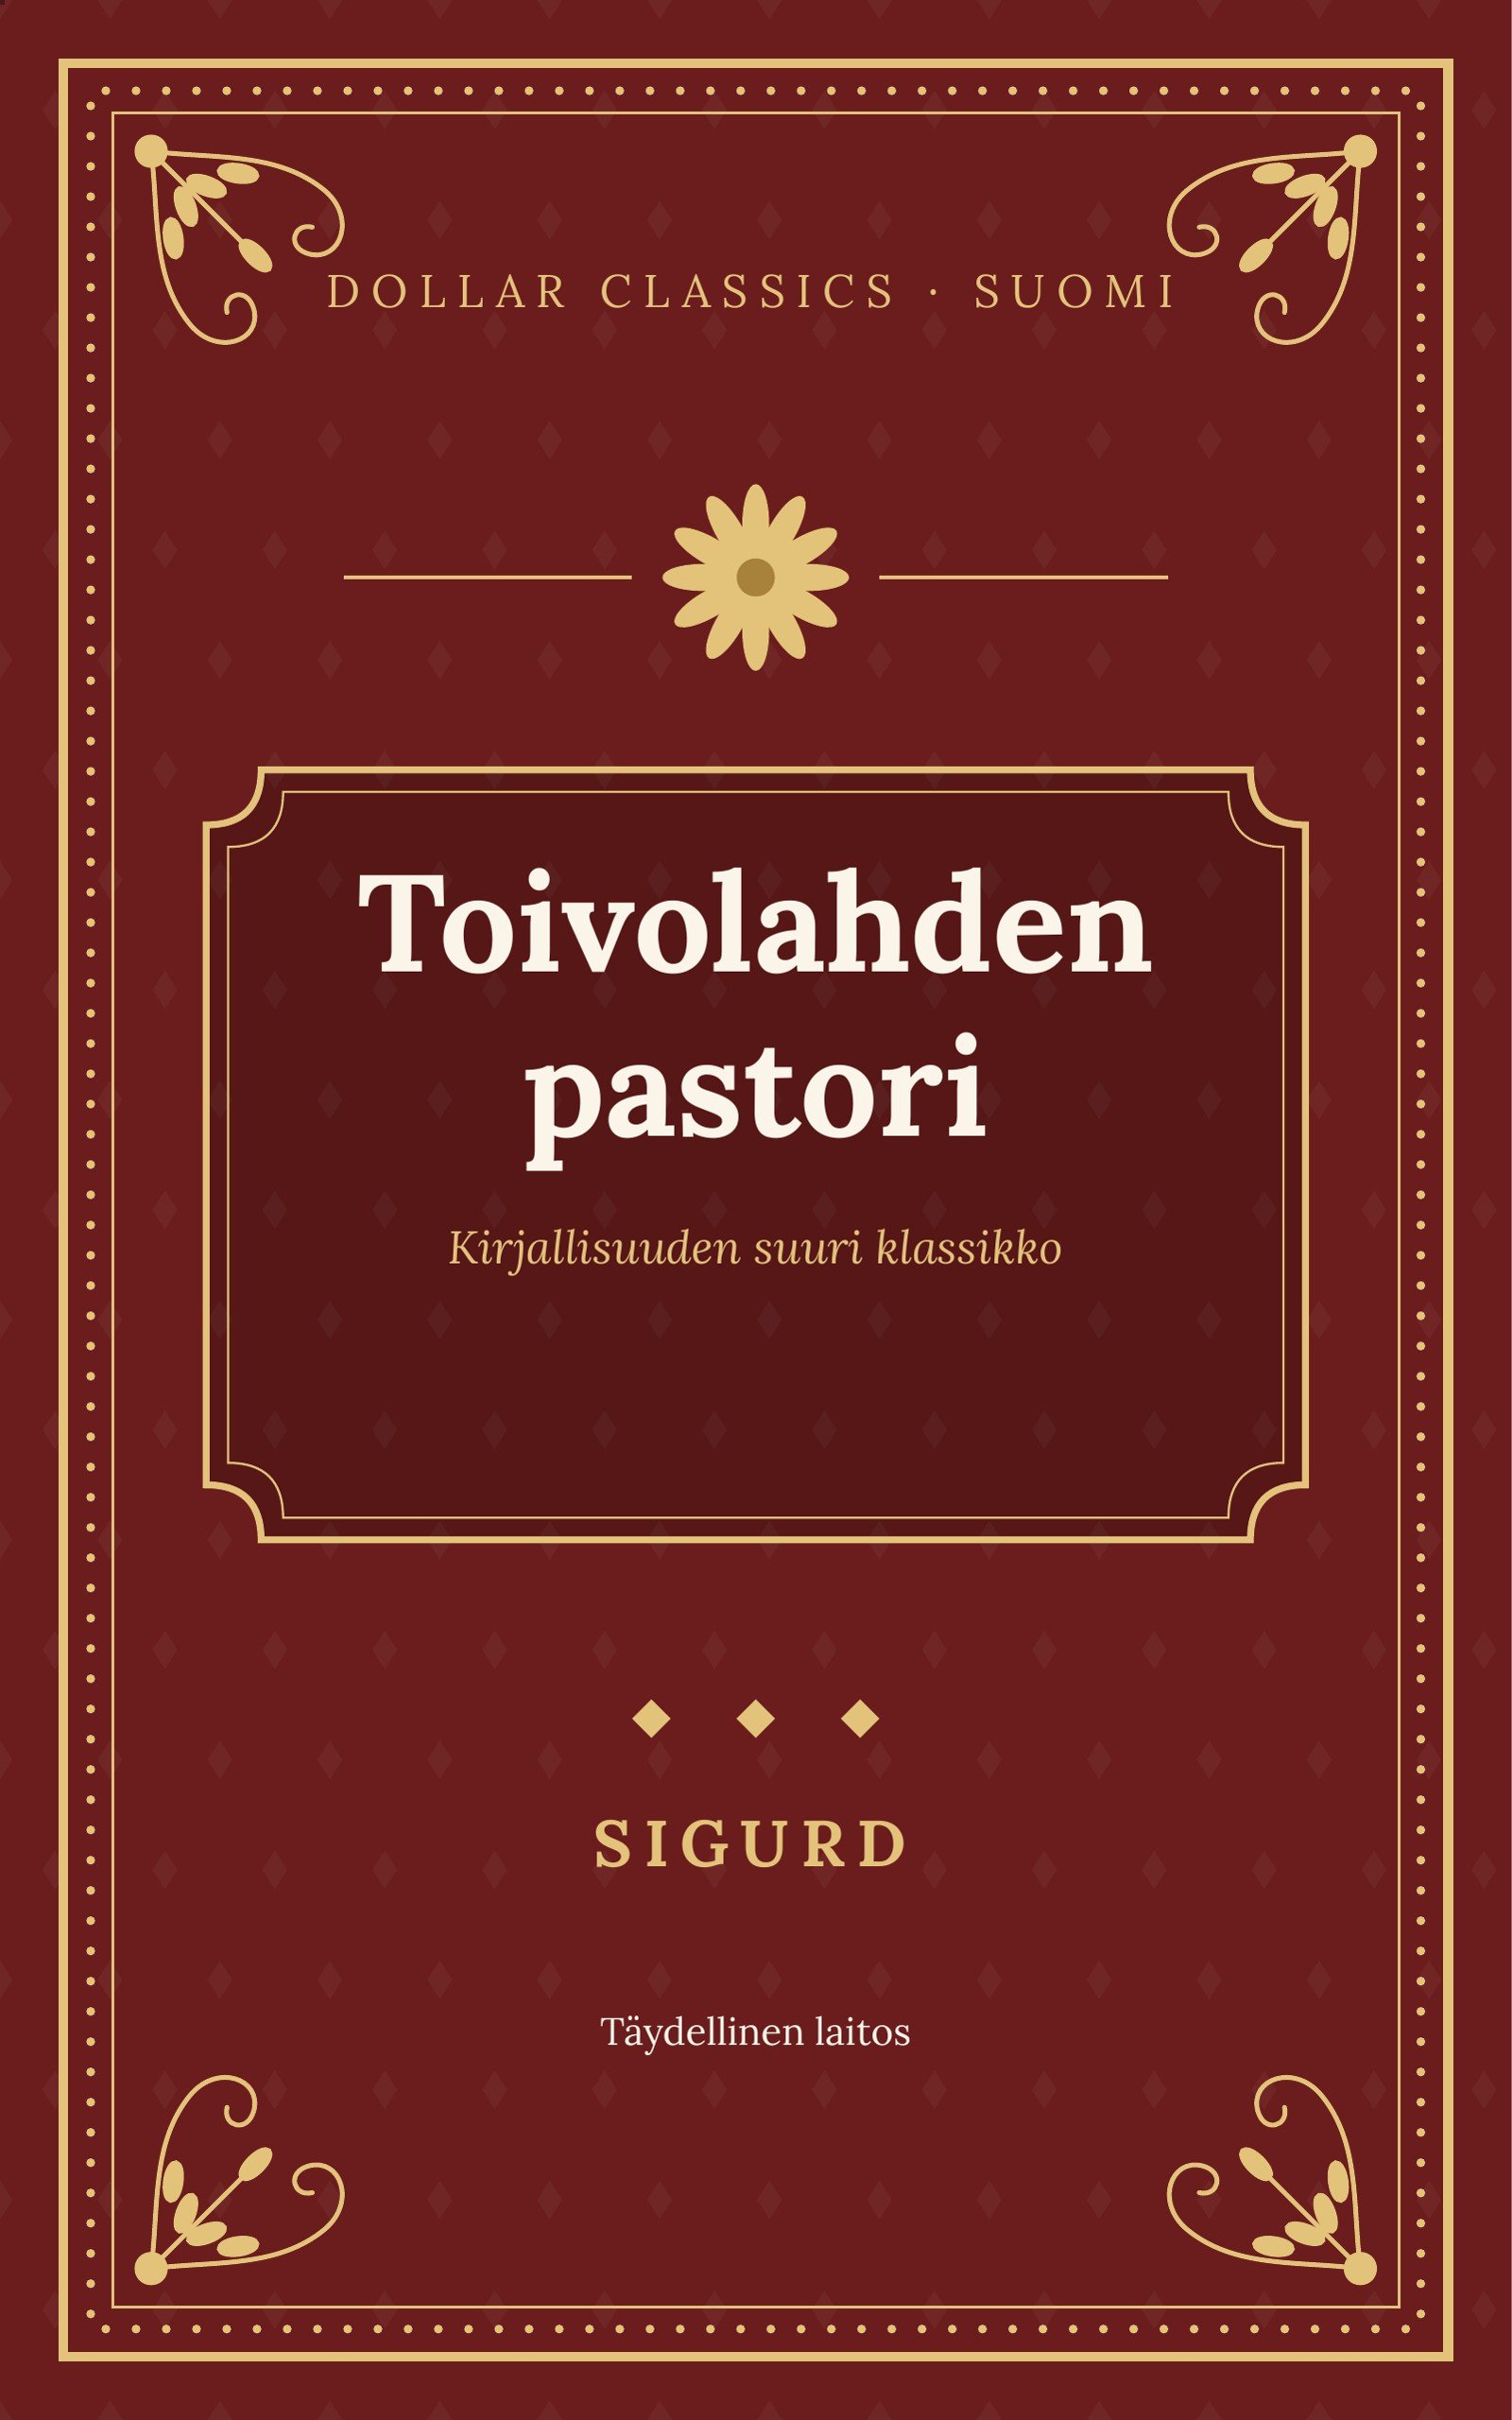 DOLLAR CLASSICS · SUOMI
Toivolahden
pastori
Kirjallisuuden suuri klassikko
SIGURD
Täydellinen laitos